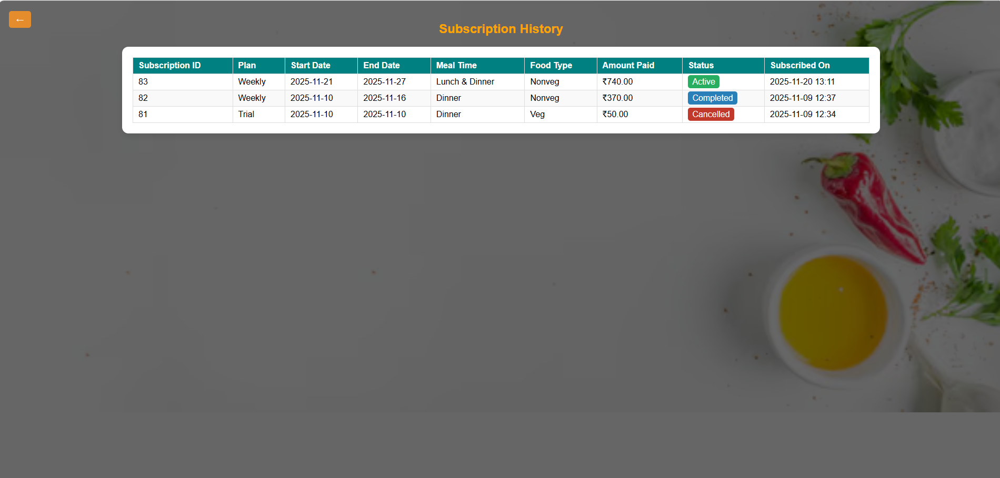 ←
Subscription History
Subscription ID Plan Start Date End Date Meal Time Food Type Amount Paid Status Subscribed On
83 Weekly 2025-11-21 2025-11-27 Lunch & Dinner Nonveg ₹740.00 Active 2025-11-20 13:11
82 Weekly 2025-11-10 2025-11-16 Dinner Nonveg ₹370.00 Completed 2025-11-09 12:37
81 Trial 2025-11-10 2025-11-10 Dinner Veg ₹50.00 Cancelled 2025-11-09 12:34